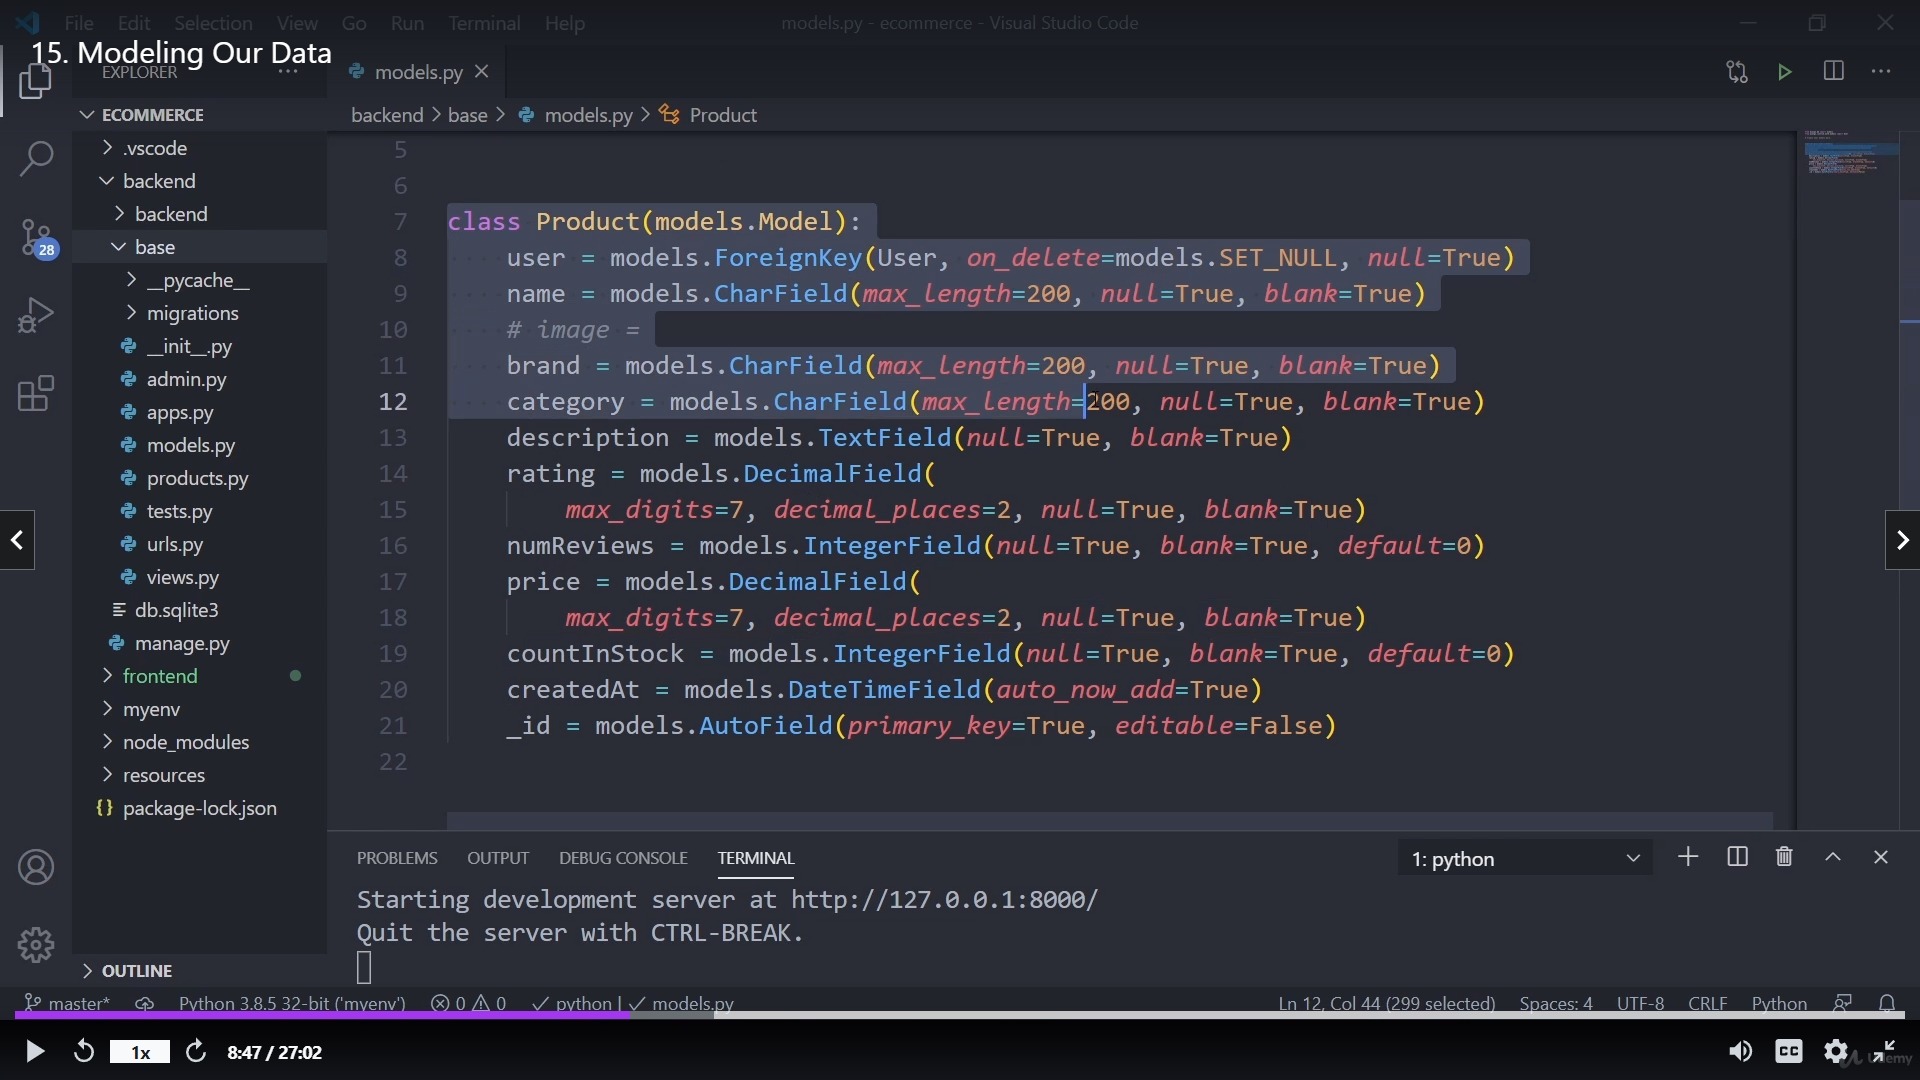 File Edit Selection View Go Run Terminal Help
models.py - ecommerce - Visual Studio Code
15. Modeling Our Data
EXPLORER
models.py
ECOMMERCE
backend > base > models.py > Product
.vscode
backend
backend
base
__pycache__
migrations
__init__.py
admin.py
apps.py
models.py
products.py
tests.py
urls.py
views.py
db.sqlite3
manage.py
frontend
myenv
node_modules
resources
package-lock.json
OUTLINE
28
5
6
7 class Product(models.Model):
8 user = models.ForeignKey(User, on_delete=models.SET_NULL, null=True)
9 name = models.CharField(max_length=200, null=True, blank=True)
10 # image =
11 brand = models.CharField(max_length=200, null=True, blank=True)
12 category = models.CharField(max_length=200, null=True, blank=True)
13 description = models.TextField(null=True, blank=True)
14 rating = models.DecimalField(
15 max_digits=7, decimal_places=2, null=True, blank=True)
16 numReviews = models.IntegerField(null=True, blank=True, default=0)
17 price = models.DecimalField(
18 max_digits=7, decimal_places=2, null=True, blank=True)
19 countInStock = models.IntegerField(null=True, blank=True, default=0)
20 createdAt = models.DateTimeField(auto_now_add=True)
21 _id = models.AutoField(primary_key=True, editable=False)
22
PROBLEMS OUTPUT DEBUG CONSOLE TERMINAL
1: python
Starting development server at http://127.0.0.1:8000/
Quit the server with CTRL-BREAK.
master* Python 3.8.5 32-bit ('myenv') 0 0 python | models.py
Ln 12, Col 44 (299 selected) Spaces: 4 UTF-8 CRLF Python
1x 8:47 / 27:02
CC
Udemy